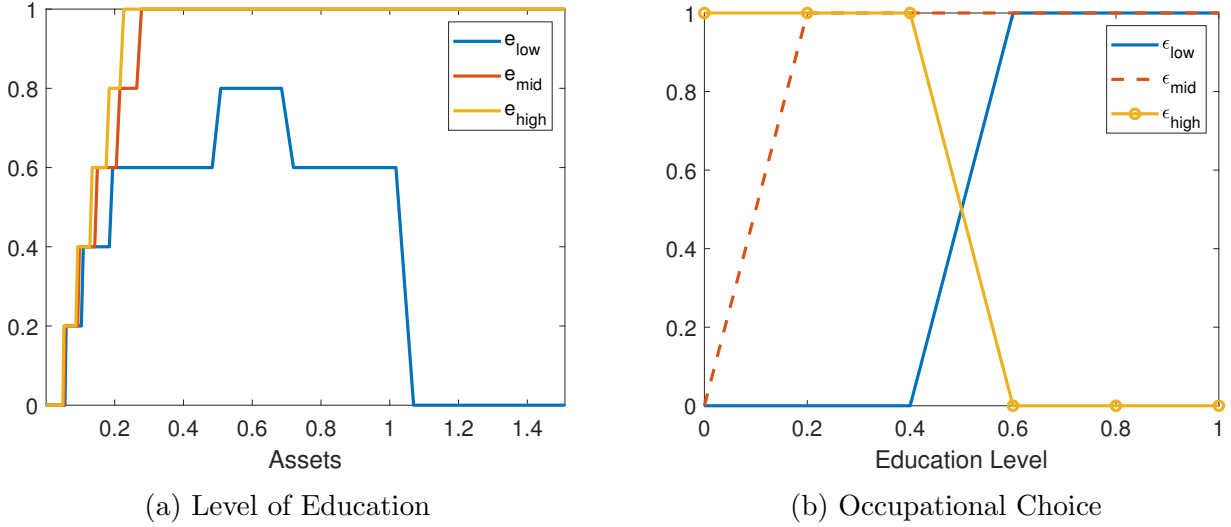 1
0.8
0.6
0.4
0.2
0
0.2 0.4 0.6 0.8 1 1.2 1.4
Assets
e_low
e_mid
e_high
(a) Level of Education
1
0.8
0.6
0.4
0.2
0
0 0.2 0.4 0.6 0.8 1
Education Level
ϵ_low
ϵ_mid
ϵ_high
(b) Occupational Choice